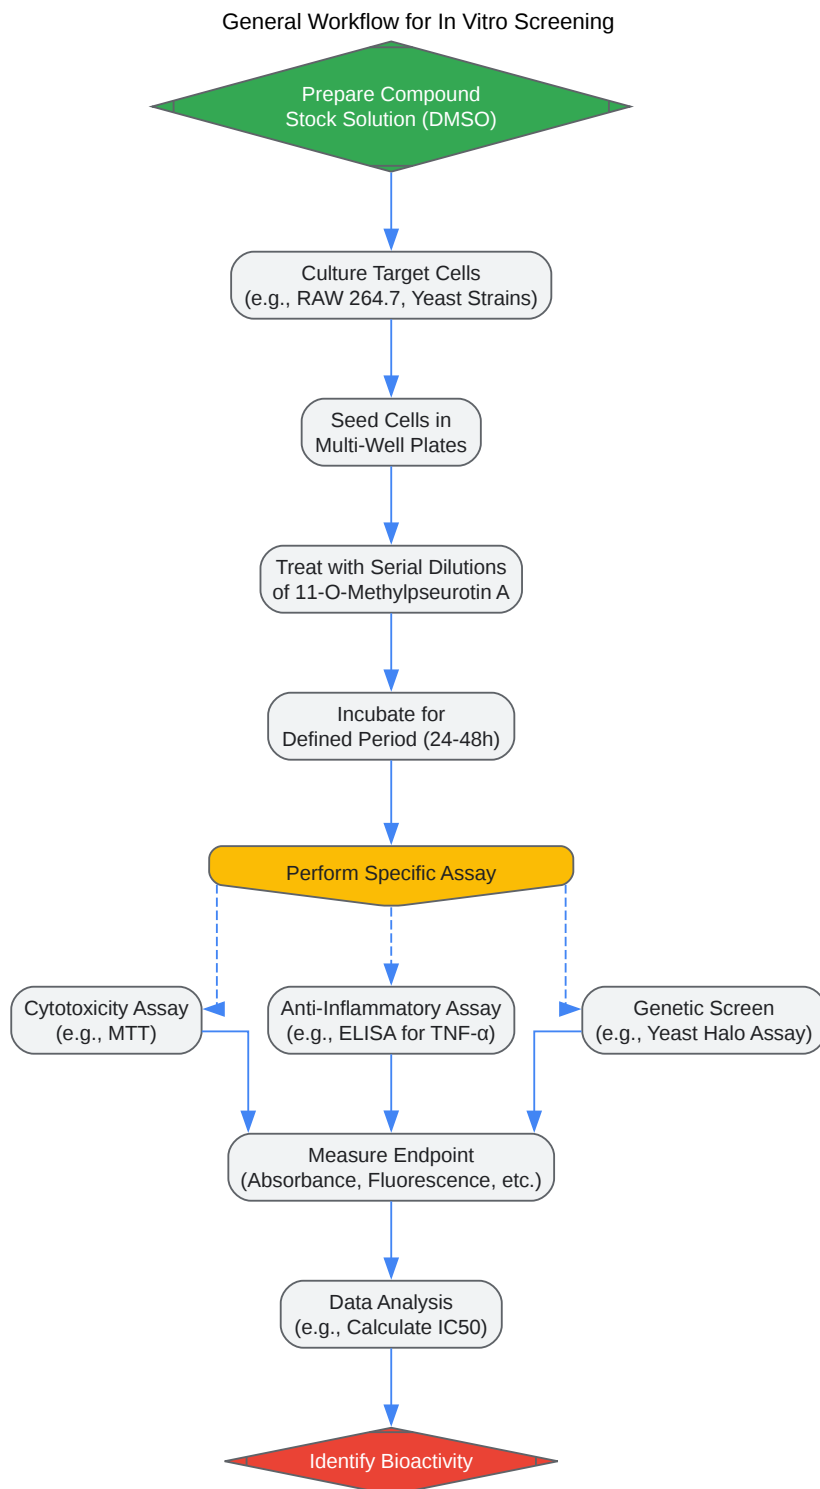 General Workflow for In Vitro Screening
Prepare Compound
Stock Solution (DMSO)
Culture Target Cells
(e.g., RAW 264.7, Yeast Strains)
Seed Cells in
Multi-Well Plates
Treat with Serial Dilutions
of 11-O-Methylpseurotin A
Incubate for
Defined Period (24-48h)
Perform Specific Assay
Cytotoxicity Assay
(e.g., MTT)
Anti-Inflammatory Assay
(e.g., ELISA for TNF-α)
Genetic Screen
(e.g., Yeast Halo Assay)
Measure Endpoint
(Absorbance, Fluorescence, etc.)
Data Analysis
(e.g., Calculate IC50)
Identify Bioactivity